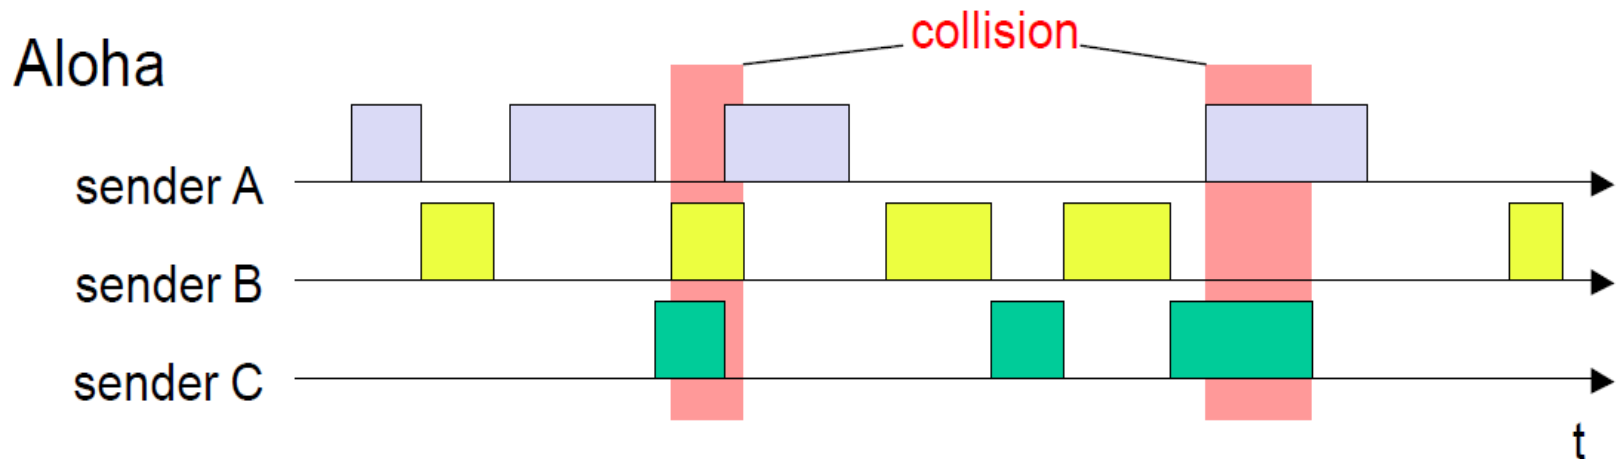 collision
Aloha
sender A
sender B
sender C
t